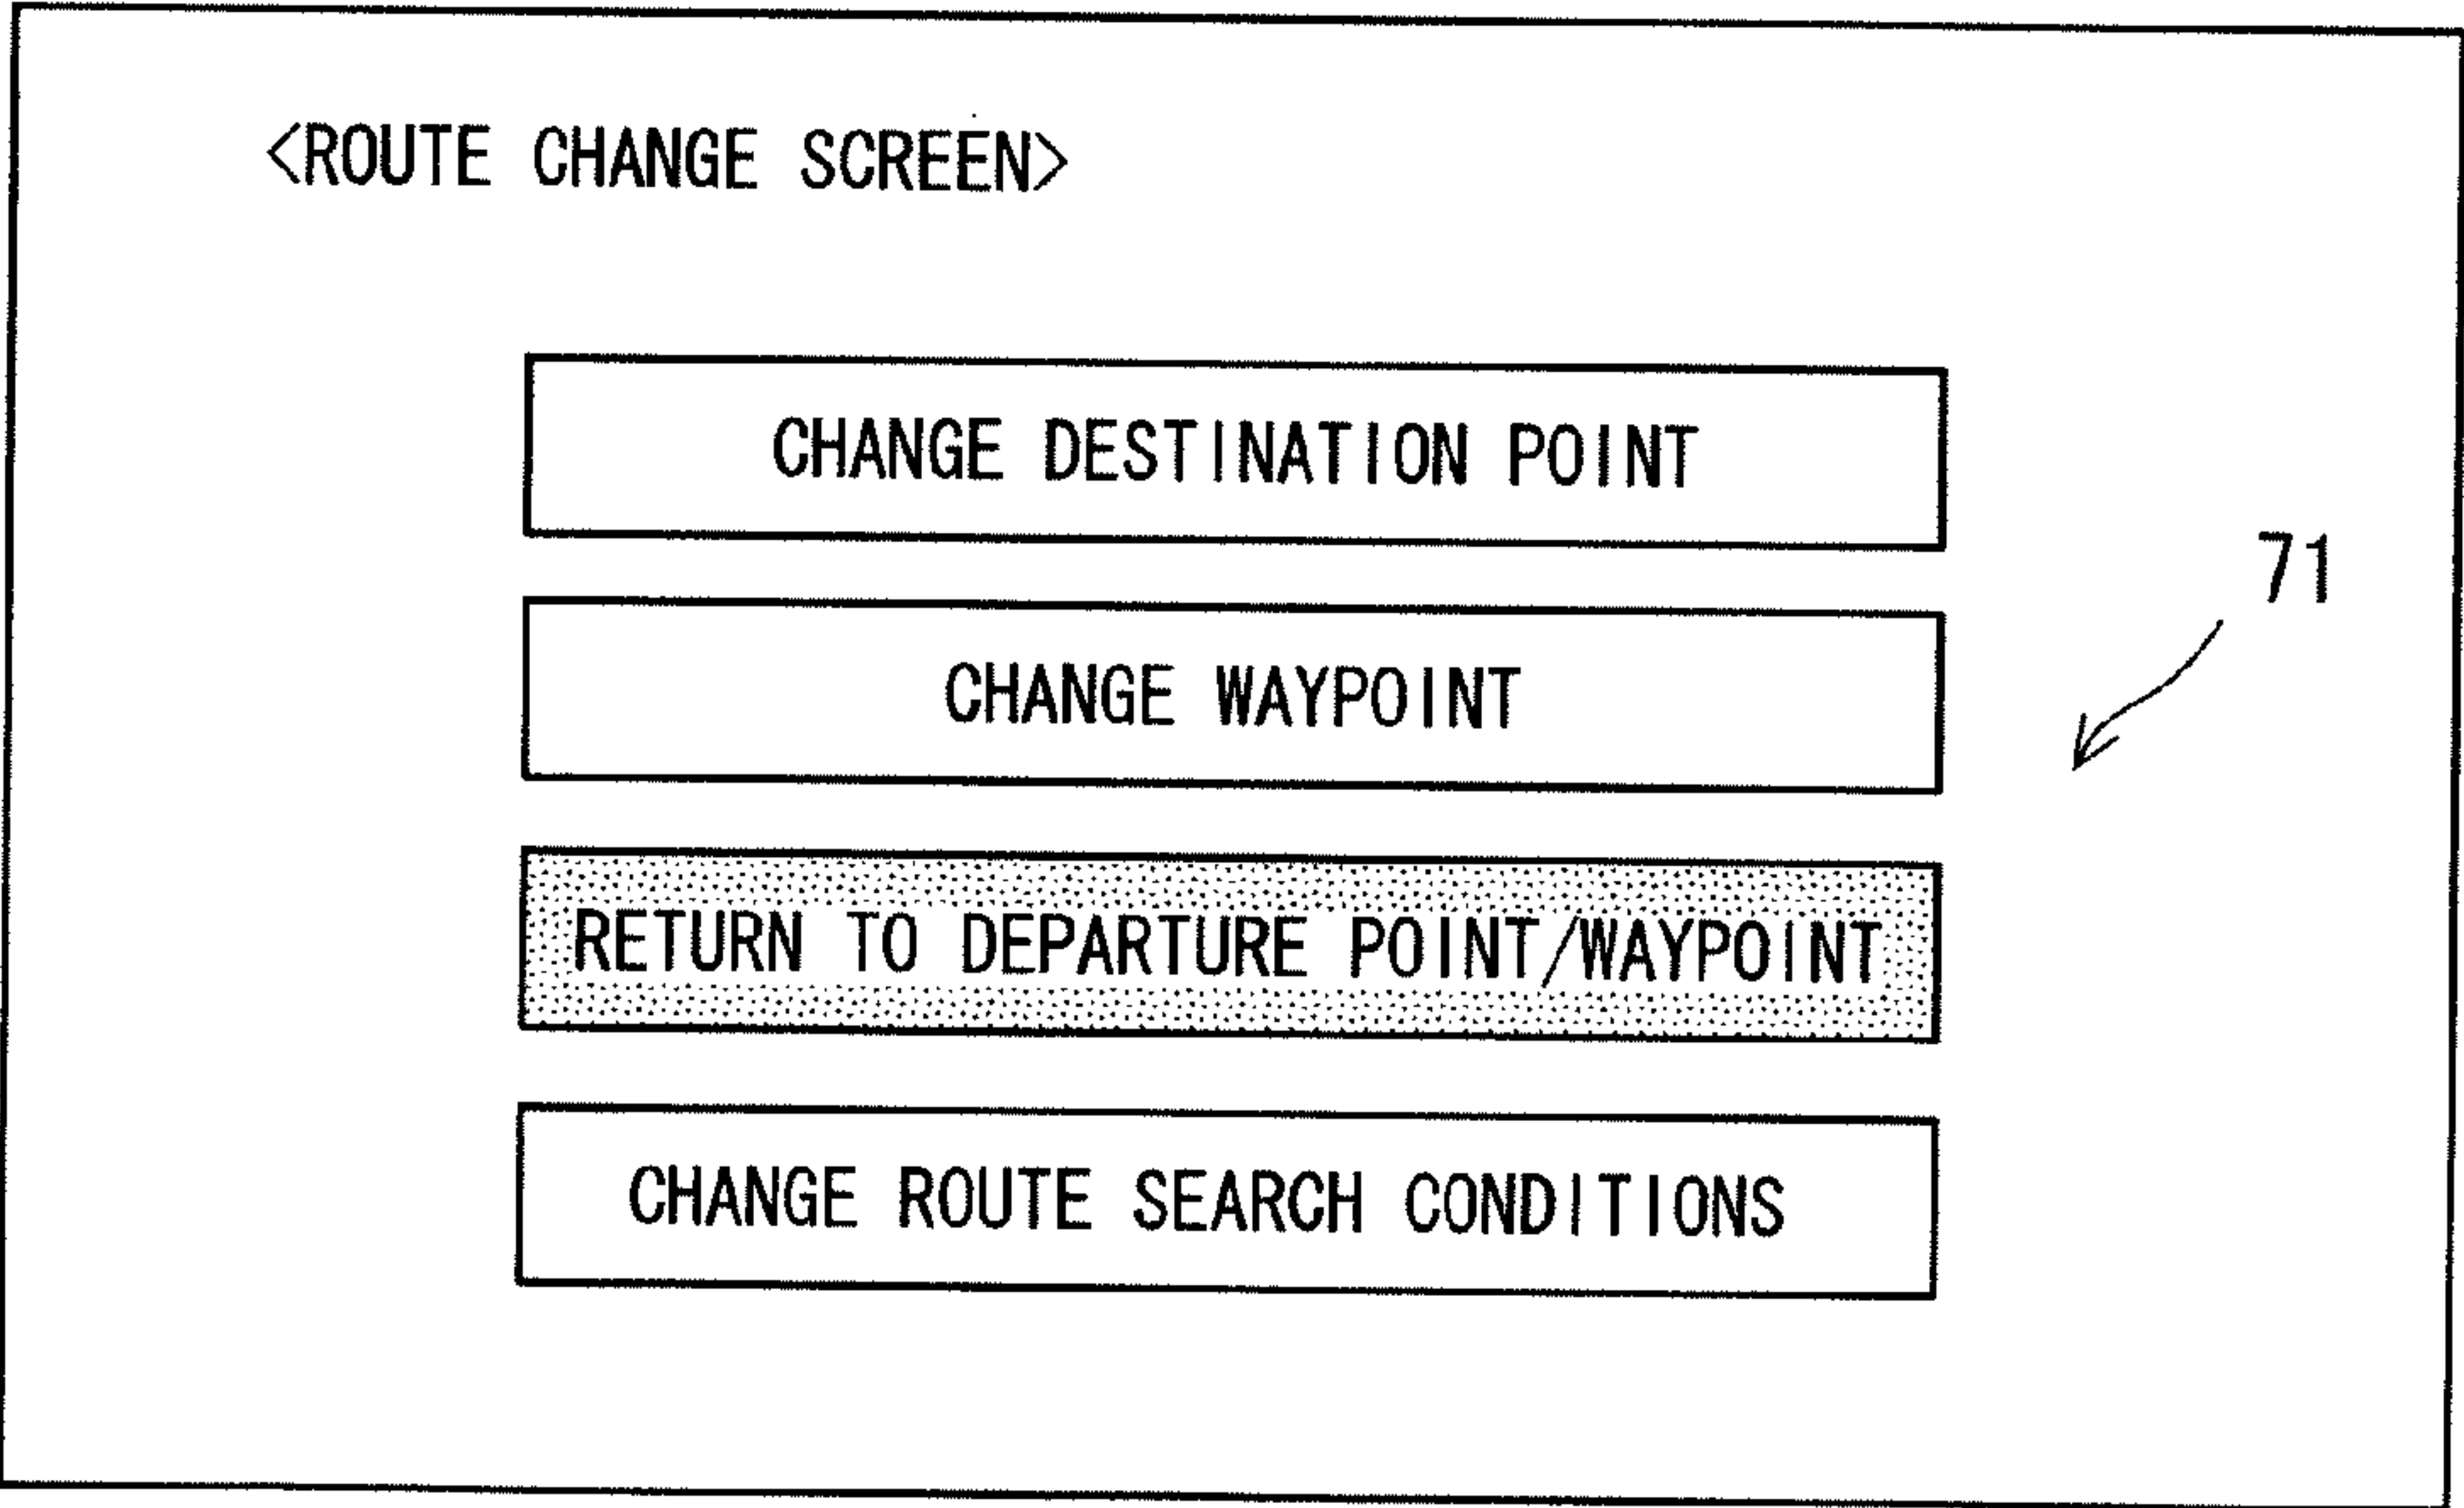 <ROUTE CHANGE SCREEN>
CHANGE DESTINATION POINT
71
CHANGE WAYPOINT
RETURN TO DEPARTURE POINT/WAYPOINT
CHANGE ROUTE SEARCH CONDITIONS